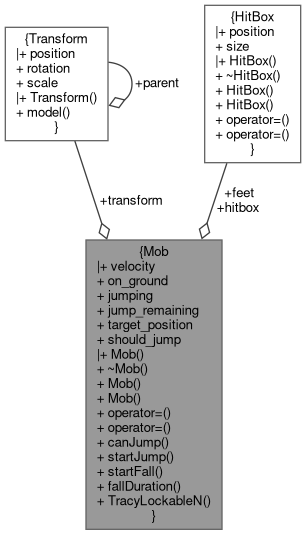 {Transform
|+ position
+ rotation
+ scale
|+ Transform()
+ model()
}
+parent
{HitBox
|+ position
+ size
|+ HitBox()
+ ~HitBox()
+ HitBox()
+ HitBox()
+ operator=()
+ operator=()
}
+transform
+feet
+hitbox
{Mob
|+ velocity
+ on_ground
+ jumping
+ jump_remaining
+ target_position
+ should_jump
|+ Mob()
+ ~Mob()
+ Mob()
+ Mob()
+ operator=()
+ operator=()
+ canJump()
+ startJump()
+ startFall()
+ fallDuration()
+ TracyLockableN()
}